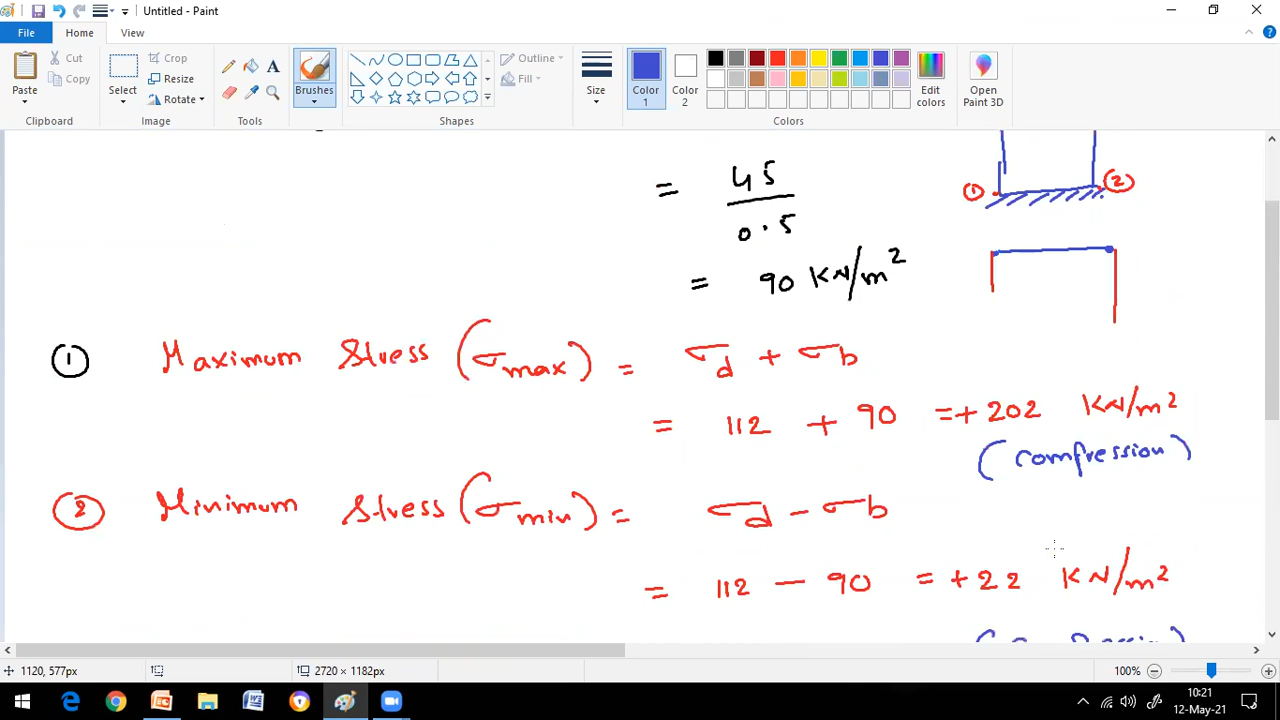 Untitled - Paint
File Home View
Paste
Cut
Copy
Clipboard
Select
Crop
Resize
Rotate
Image
A
Tools
Brushes
Outline
Fill
Shapes
Size
Color 1
Color 2
Colors
Edit colors
Open Paint 3D
= 45
0.5
= 90 KN/m²
① ②
① Maximum Stress (σmax) = σd + σb
= 112 + 90 = +202 KN/m²
(Compression)
② Minimum Stress (σmin) = σd - σb
= 112 - 90 = +22 KN/m²
1120, 577px
2720 × 1182px
100%
10:21
12-May-21